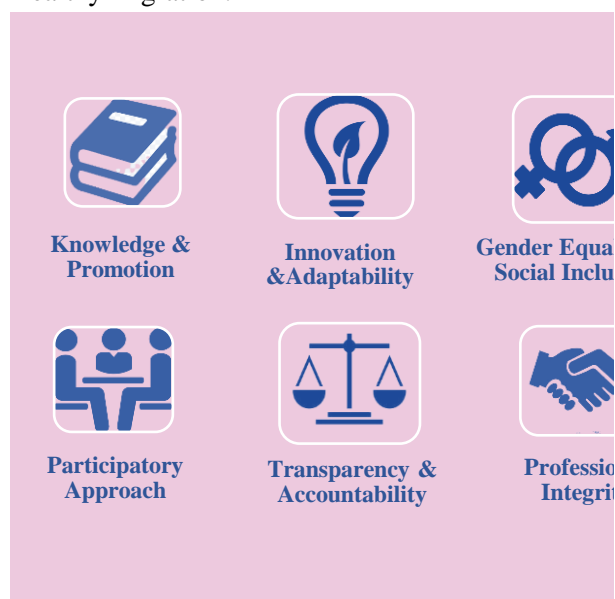 Knowledge &
Promotion
Innovation
&Adaptability
Gender Equa
Social Inclu
Participatory
Approach
Transparency &
Accountability
Professio
Integrit